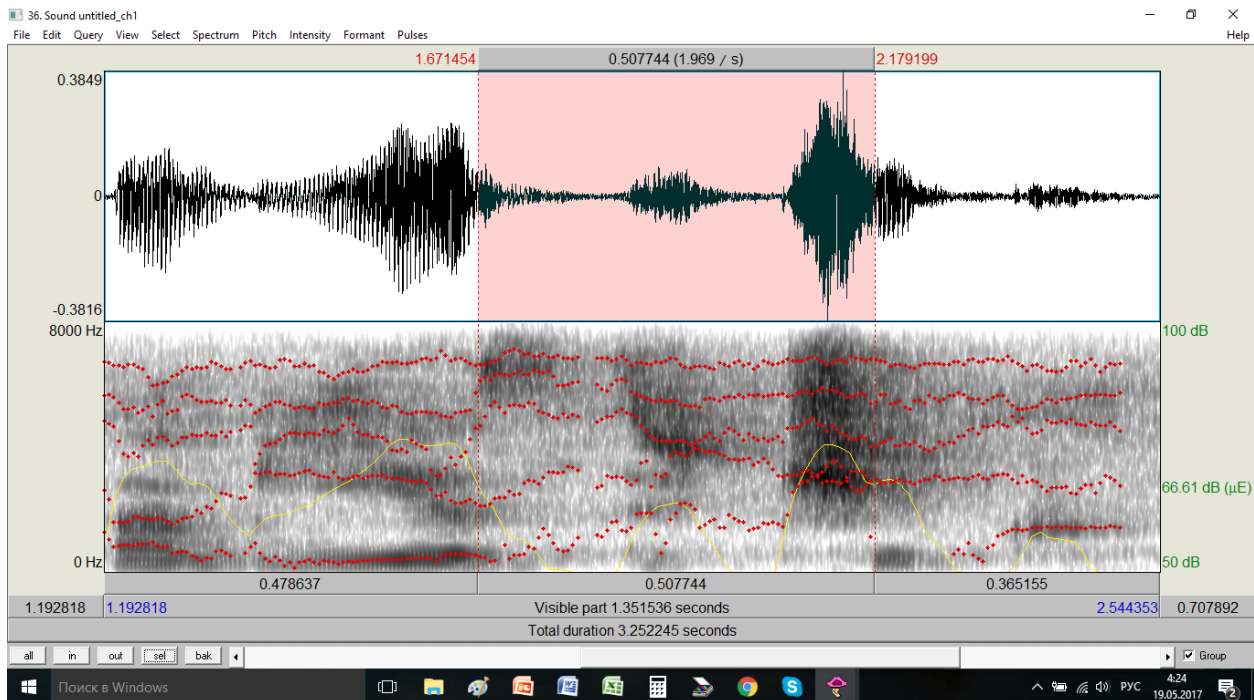 36. Sound untitled_ch1
File Edit Query View Select Spectrum Pitch Intensity Formant Pulses Help
1.671454 0.507744 (1.969 / s) 2.179199
0.3849
0
-0.3816
8000 Hz 100 dB
66.61 dB (µE)
0 Hz 50 dB
0.478637 0.507744 0.365155
1.192818 1.192818 Visible part 1.351536 seconds 2.544353 0.707892
Total duration 3.252245 seconds
all in out sel bak Group
Поиск в Windows РУС 4:24
19.05.2017 2